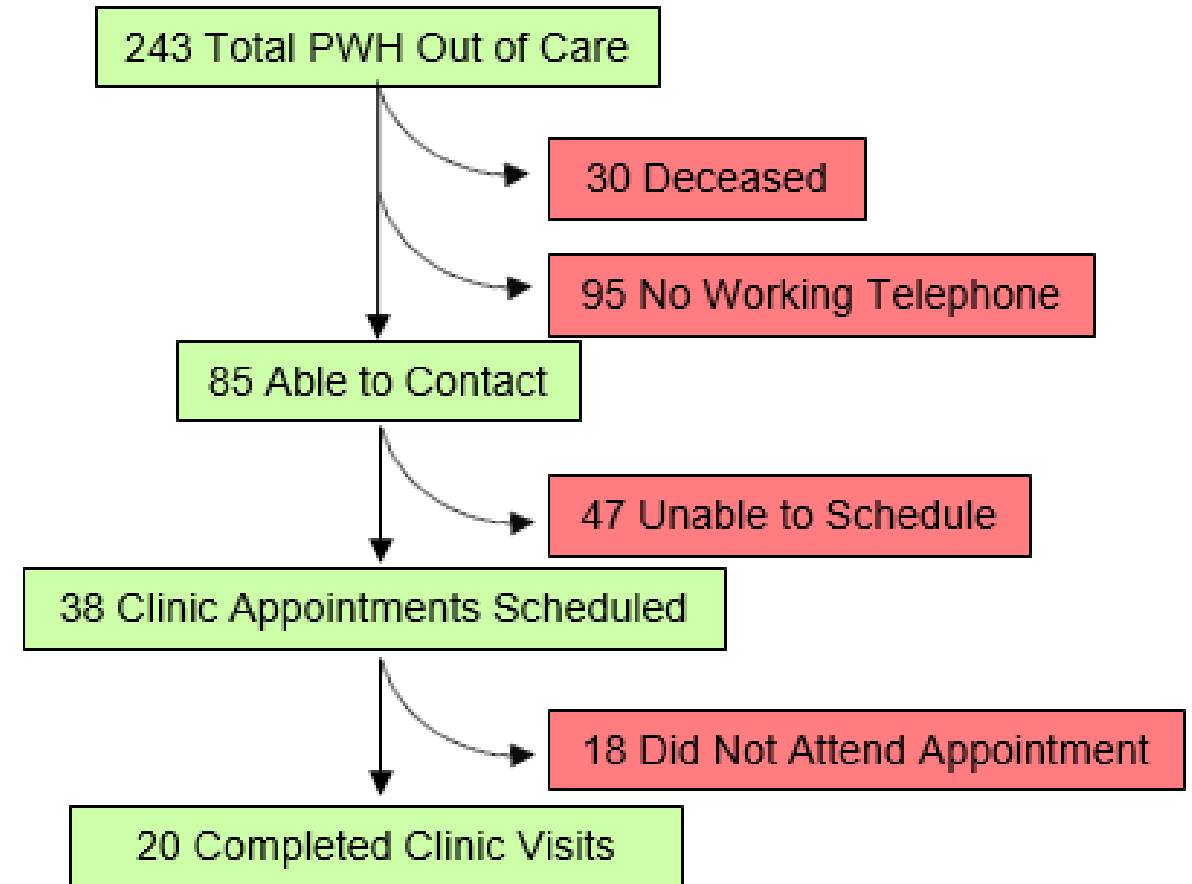 243 Total PWH Out of Care
30 Deceased
95 No Working Telephone
85 Able to Contact
47 Unable to Schedule
38 Clinic Appointments Scheduled
18 Did Not Attend Appointment
20 Completed Clinic Visits